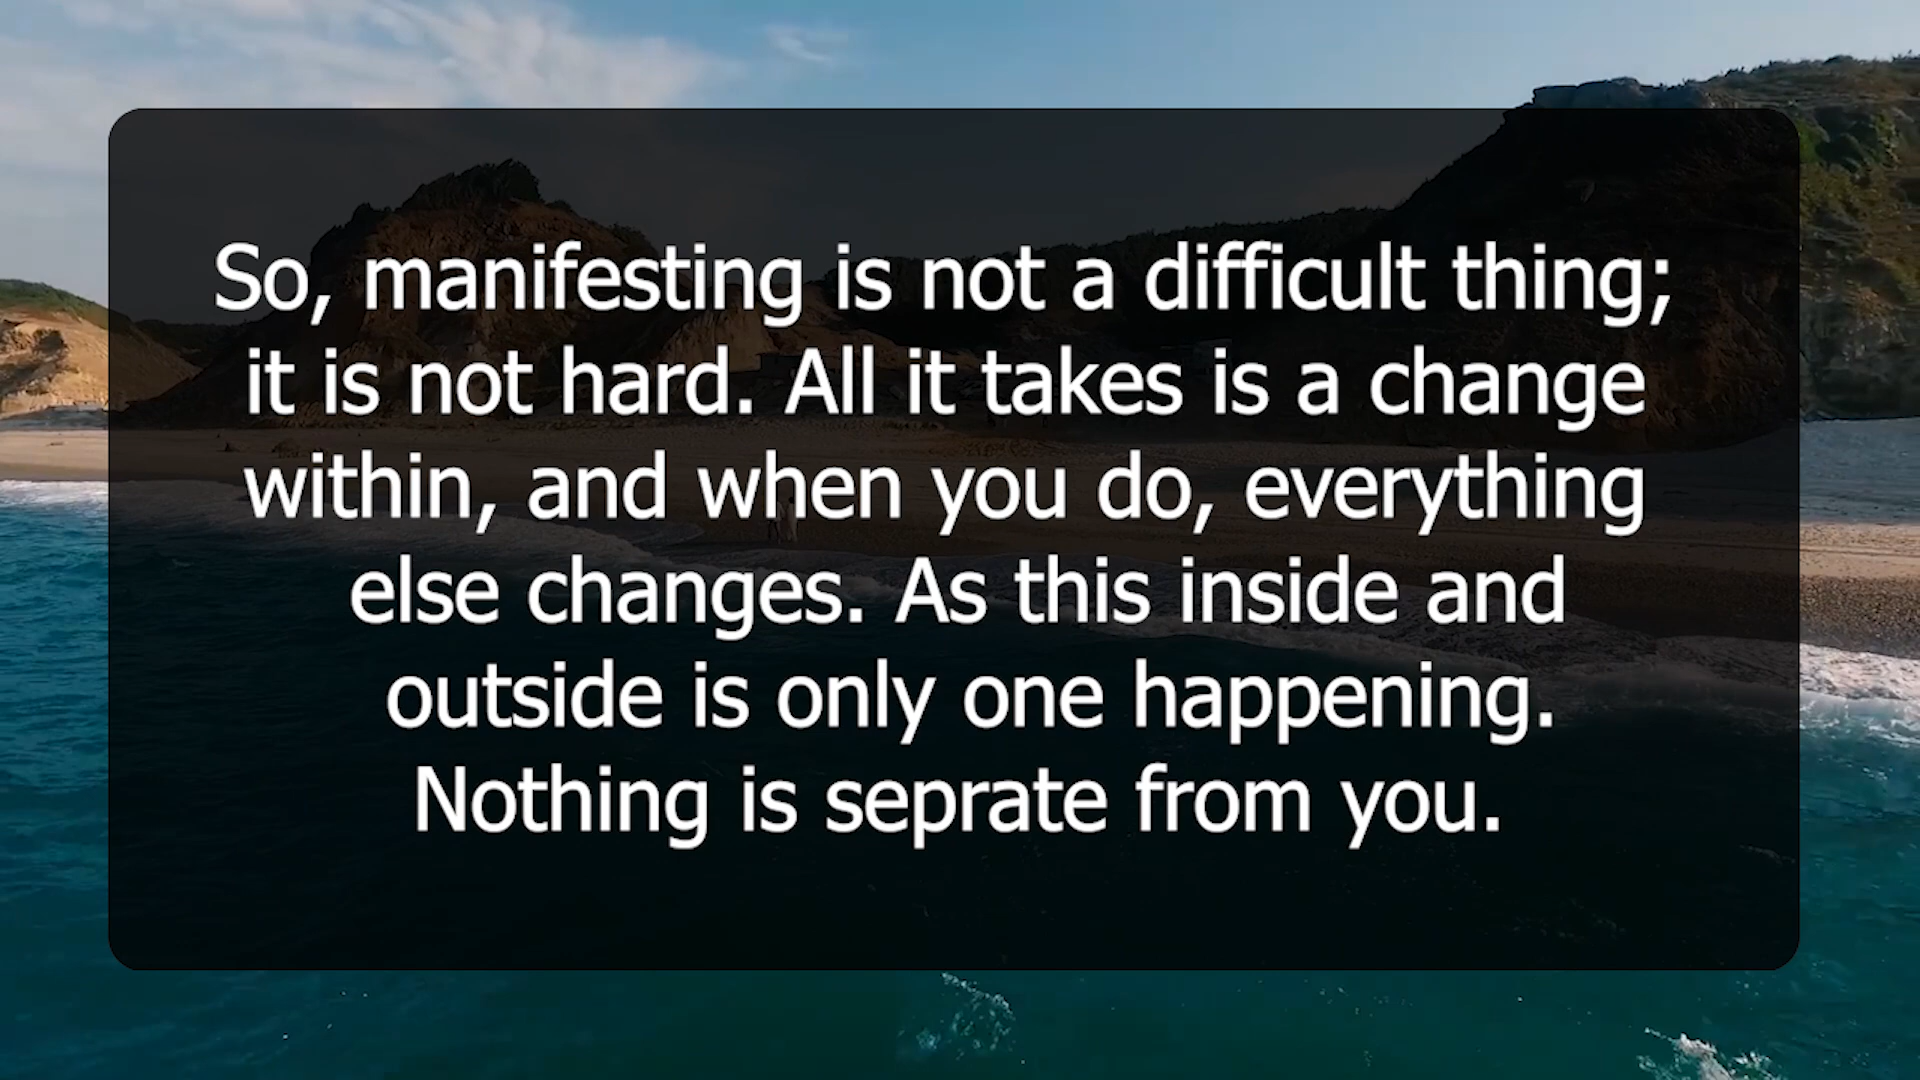 So, manifesting is not a difficult thing;
it is not hard. All it takes is a change
within, and when you do, everything
else changes. As this inside and
outside is only one happening.
Nothing is seprate from you.